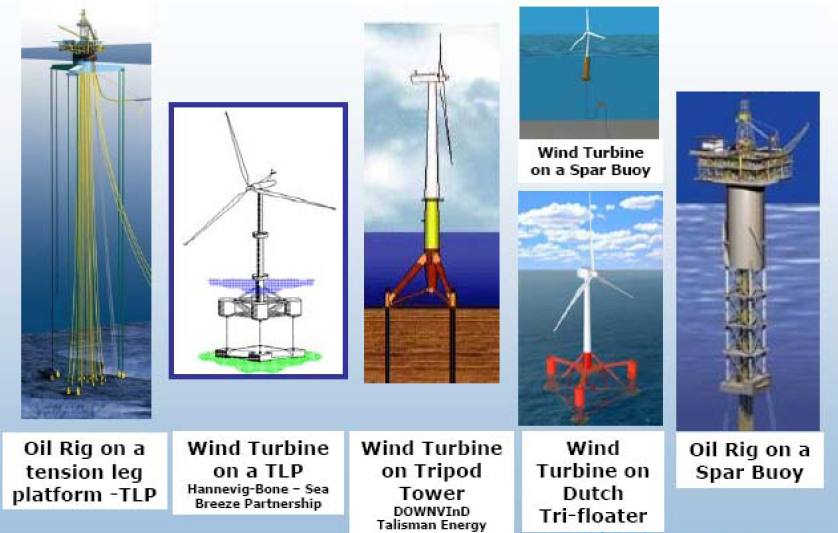 Wind Turbine
on a Spar Buoy
Oil Rig on a
tension leg
platform -TLP
Wind Turbine
on a TLP
Hannevig-Bone – Sea
Breeze Partnership
Wind Turbine
on Tripod
Tower
DOWNVInD
Talisman Energy
Wind
Turbine on
Dutch
Tri-floater
Oil Rig on a
Spar Buoy